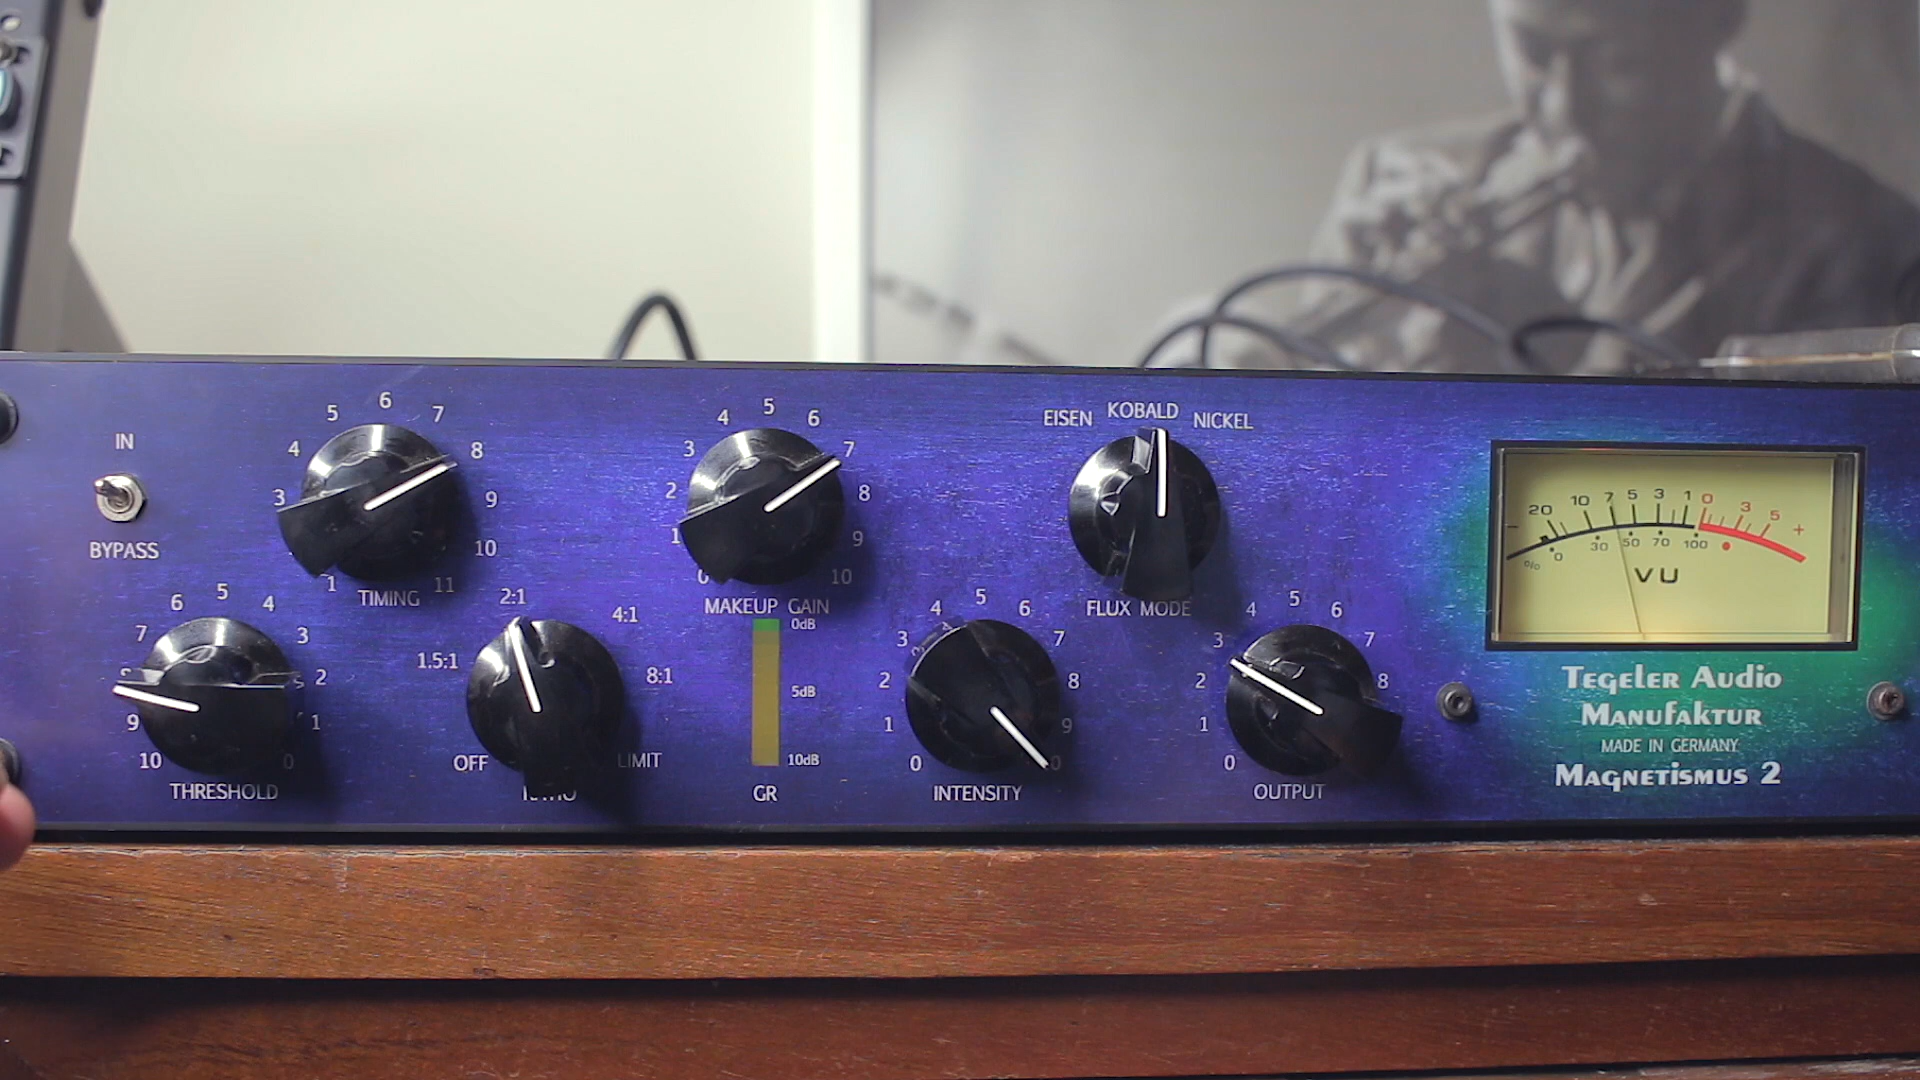 IN
BYPASS
3 4 5 6 7 8 9 10 11 1
TIMING
10 9 7 6 5 4 3 2 1 0
THRESHOLD
OFF 1.5:1 2:1 4:1 8:1 LIMIT
RATIO
0 1 2 3 4 5 6 7 8 9 10
MAKEUP GAIN
0dB
5dB
10dB
GR
EISEN KOBALD NICKEL
FLUX MODE
0 1 2 3 4 5 6 7 8 9
INTENSITY
0 1 2 3 4 5 6 7 8
OUTPUT
- 20 10 7 5 3 1 0 3 5 +
% 0 30 50 70 100
VU
Tegeler Audio
Manufaktur
MADE IN GERMANY
Magnetismus 2